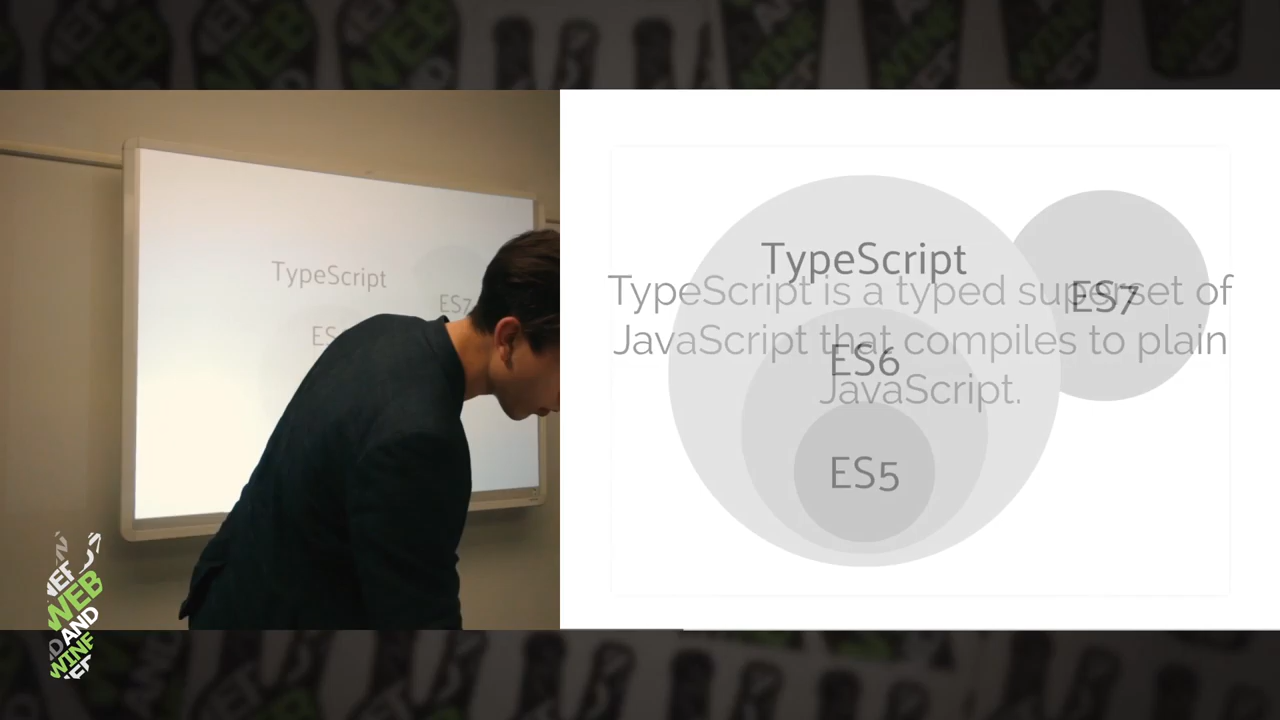 TypeScript
ES7
TypeScript
TypeScript is a typed superset of
ES7
JavaScript that compiles to plain
ES6
JavaScript.
ES5
WEB
AND
WINE